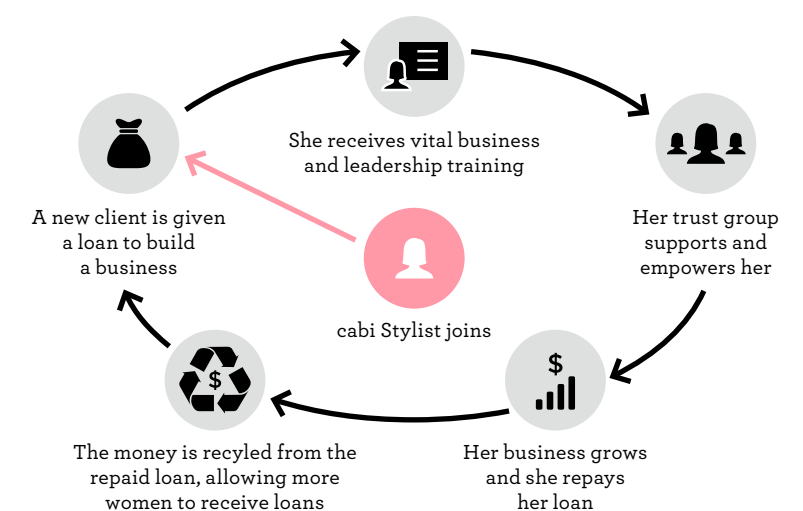 She receives vital business
and leadership training
A new client is given
a loan to build
a business
Her trust group
supports and
empowers her
cabi Stylist joins
$
$
The money is recyled from the
repaid loan, allowing more
women to receive loans
Her business grows
and she repays
her loan